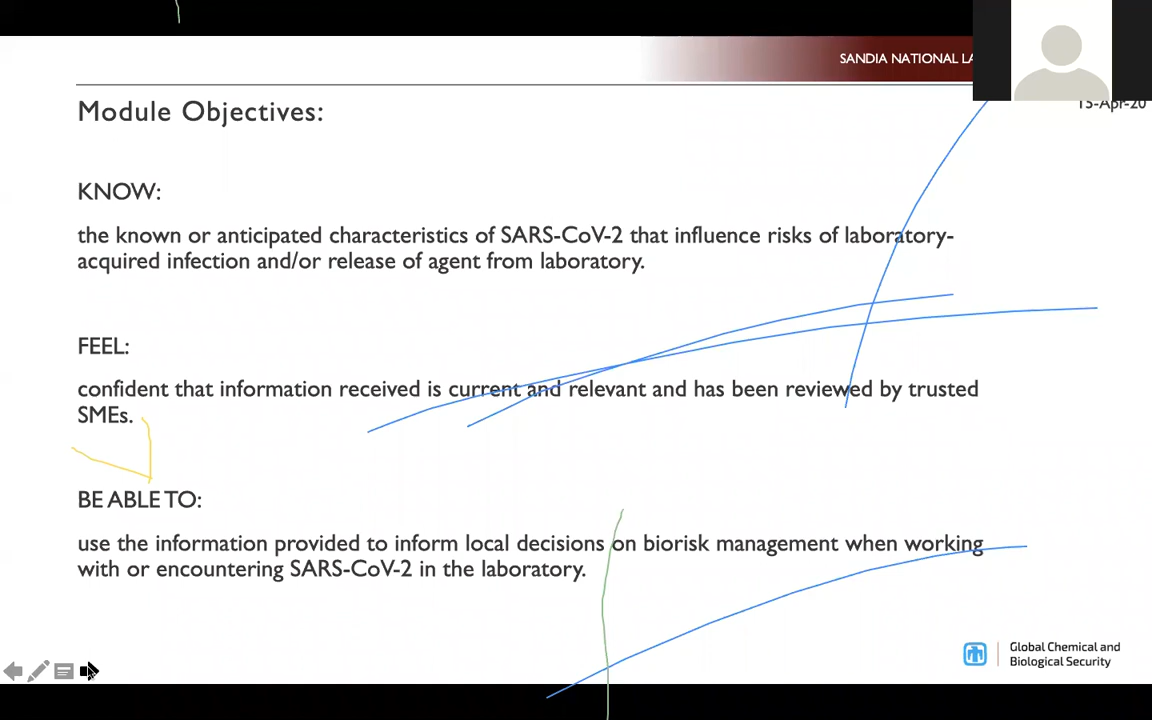 SANDIA NATIONAL
Module Objectives:
13-Apr-20
KNOW:
the known or anticipated characteristics of SARS-CoV-2 that influence risks of laboratory-
acquired infection and/or release of agent from laboratory.
FEEL:
confident that information received is current and relevant and has been reviewed by trusted
SMEs.
BE ABLE TO:
use the information provided to inform local decisions on biorisk management when working
with or encountering SARS-CoV-2 in the laboratory.
Global Chemical and
Biological Security